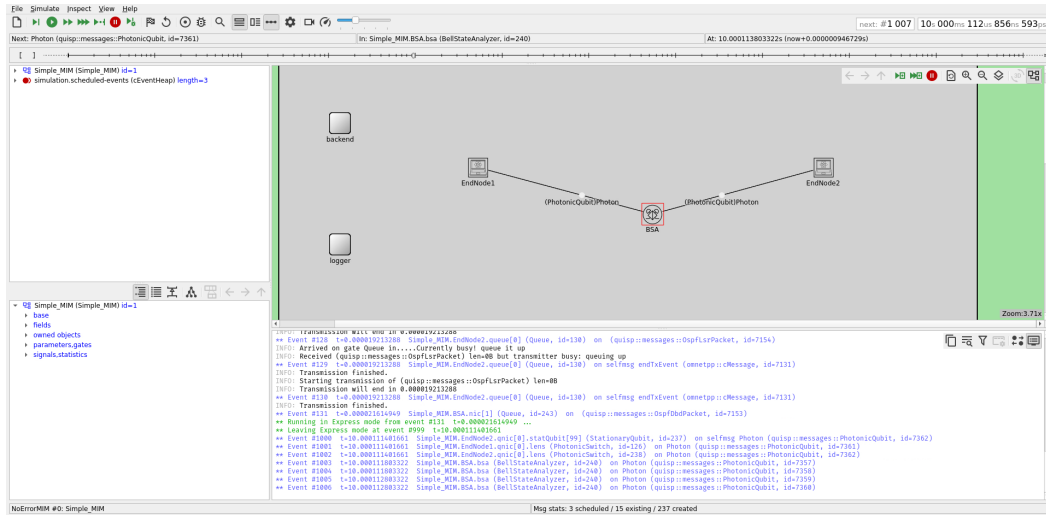 File Simulate Inspect View Help
next: #1 007 10s 000ms 112us 856ns 593ps
Next: Photon (quisp::messages::PhotonicQubit, id=7361) In: Simple_MIM.BSA.bsa (BellStateAnalyzer, id=240) At: 10.000113803322s (now+0.000000946729s)
[ ]
Simple_MIM (Simple_MIM) id=1
simulation.scheduled-events (cEventHeap) length=3
backend
EndNode1
EndNode2
(PhotonicQubit)Photon
(PhotonicQubit)Photon
BSA
logger
Zoom:3.71x
Simple_MIM (Simple_MIM) id=1
base
fields
owned objects
parameters,gates
signals,statistics
INFO: Transmission will end in 0.000019213288
** Event #128 t=0.000019213288 Simple_MIM.EndNode2.queue[0] (Queue, id=130) on (quisp::messages::OspfLsrPacket, id=7154)
INFO: Arrived on gate Queue in.....Currently busy! queue it up
INFO: Received (quisp::messages::OspfLsrPacket) len=0B but transmitter busy: queuing up
** Event #129 t=0.000019213288 Simple_MIM.EndNode2.queue[0] (Queue, id=130) on selfmsg endTxEvent (omnetpp::cMessage, id=7131)
INFO: Transmission finished.
INFO: Starting transmission of (quisp::messages::OspfLsrPacket) len=0B
INFO: Transmission will end in 0.000019213288
** Event #130 t=0.000019213288 Simple_MIM.EndNode2.queue[0] (Queue, id=130) on selfmsg endTxEvent (omnetpp::cMessage, id=7131)
INFO: Transmission finished.
** Event #131 t=0.000021614949 Simple_MIM.BSA.nic[1] (Queue, id=243) on (quisp::messages::OspfDbdPacket, id=7153)
** Running in Express mode from event #131 t=0.000021614949 ...
** Leaving Express mode at event #999 t=10.000111401661
** Event #1000 t=10.000111401661 Simple_MIM.EndNode2.qnic[0].statQubit[99] (StationaryQubit, id=237) on selfmsg Photon (quisp::messages::PhotonicQubit, id=7362)
** Event #1001 t=10.000111401661 Simple_MIM.EndNode1.qnic[0].lens (PhotonicSwitch, id=126) on Photon (quisp::messages::PhotonicQubit, id=7361)
** Event #1002 t=10.000111401661 Simple_MIM.EndNode2.qnic[0].lens (PhotonicSwitch, id=238) on Photon (quisp::messages::PhotonicQubit, id=7362)
** Event #1003 t=10.000111803322 Simple_MIM.BSA.bsa (BellStateAnalyzer, id=240) on Photon (quisp::messages::PhotonicQubit, id=7357)
** Event #1004 t=10.000111803322 Simple_MIM.BSA.bsa (BellStateAnalyzer, id=240) on Photon (quisp::messages::PhotonicQubit, id=7358)
** Event #1005 t=10.000112803322 Simple_MIM.BSA.bsa (BellStateAnalyzer, id=240) on Photon (quisp::messages::PhotonicQubit, id=7359)
** Event #1006 t=10.000112803322 Simple_MIM.BSA.bsa (BellStateAnalyzer, id=240) on Photon (quisp::messages::PhotonicQubit, id=7360)
NoErrorMIM #0: Simple_MIM Msg stats: 3 scheduled / 15 existing / 237 created